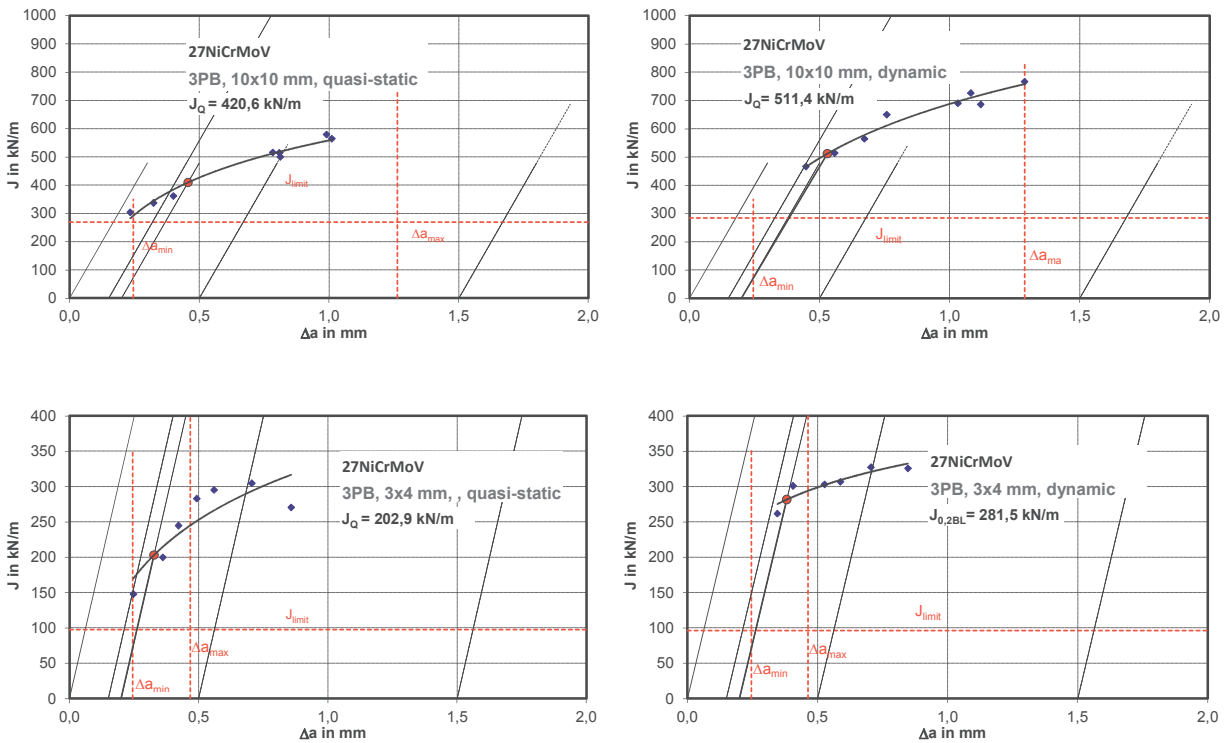 1000
900
800
700
600
500
400
300
200
100
0
J in kN/m
27NiCrMoV
3PB, 10x10 mm, quasi-static
J_Q = 420,6 kN/m
J_limit
Δa_min
Δa_max
0,0 0,5 1,0 1,5 2,0
Δa in mm
1000
900
800
700
600
500
400
300
200
100
0
J in kN/m
27NiCrMoV
3PB, 10x10 mm, dynamic
J_Q= 511,4 kN/m
J_limit
Δa_ma
Δa_min
0,0 0,5 1,0 1,5 2,0
Δa in mm
400
350
300
250
200
150
100
50
0
J in kN/m
27NiCrMoV
3PB, 3x4 mm, , quasi-static
J_Q = 202,9 kN/m
J_limit
Δa_max
Δa_min
0,0 0,5 1,0 1,5 2,0
Δa in mm
400
350
300
250
200
150
100
50
0
J in kN/m
27NiCrMoV
3PB, 3x4 mm, dynamic
J_0,2BL= 281,5 kN/m
J_limit
Δa_max
Δa_min
0,0 0,5 1,0 1,5 2,0
Δa in mm